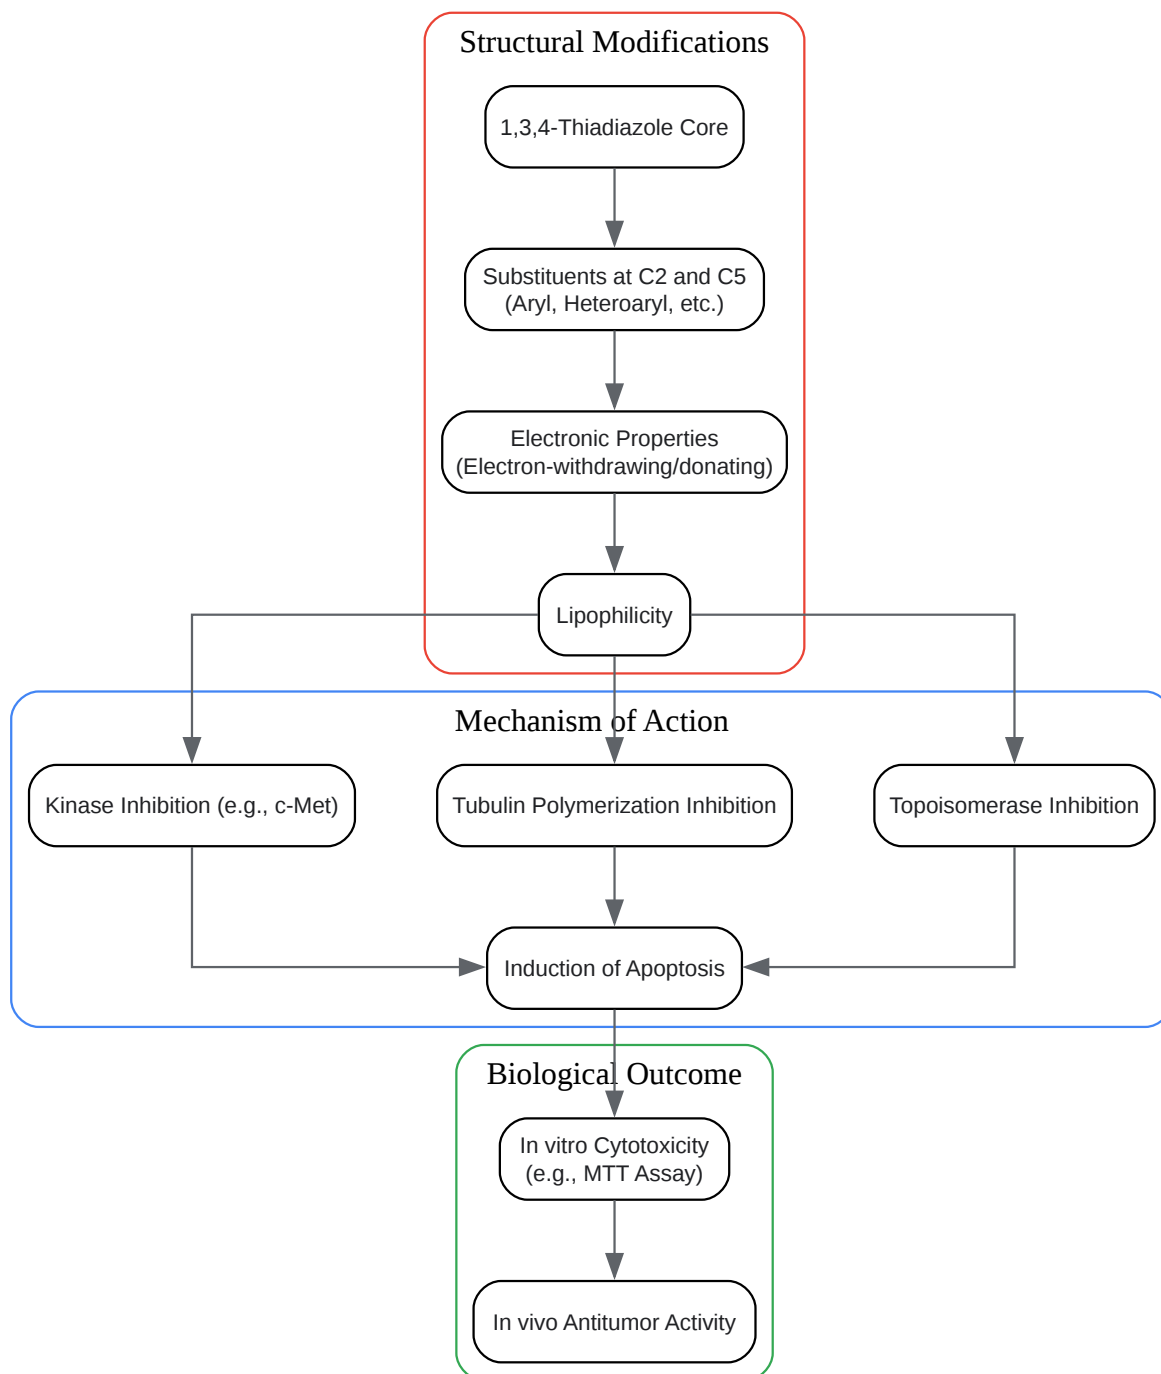 Structural Modifications
1,3,4-Thiadiazole Core
Substituents at C2 and C5
(Aryl, Heteroaryl, etc.)
Electronic Properties
(Electron-withdrawing/donating)
Lipophilicity
Mechanism of Action
Kinase Inhibition (e.g., c-Met)
Tubulin Polymerization Inhibition
Topoisomerase Inhibition
Induction of Apoptosis
Biological Outcome
In vitro Cytotoxicity
(e.g., MTT Assay)
In vivo Antitumor Activity